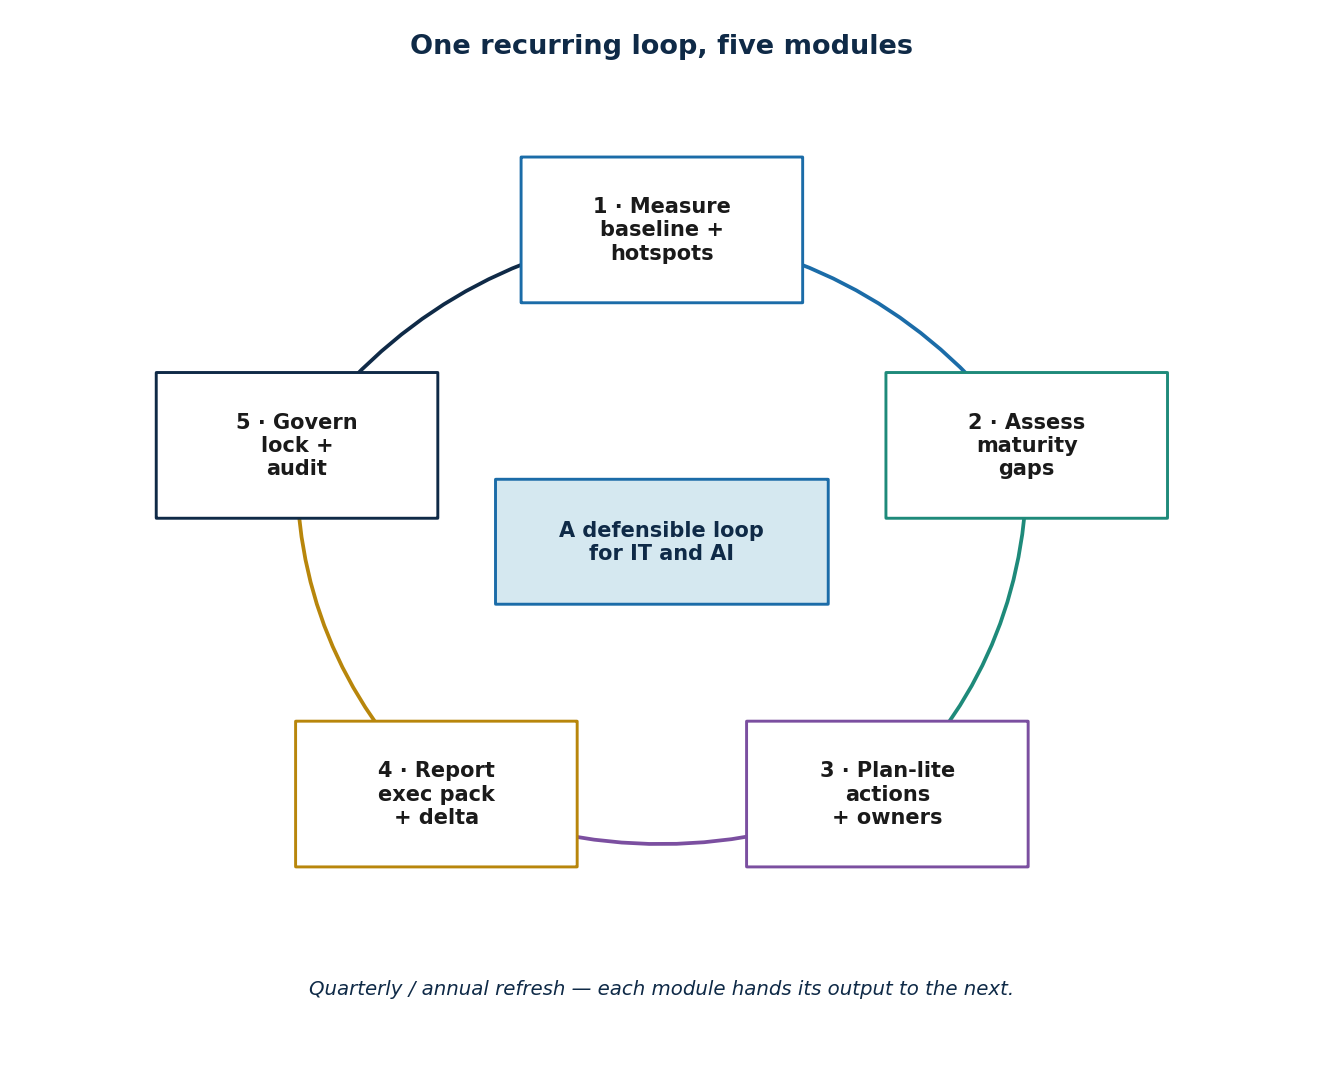 One recurring loop, five modules
1 · Measure
baseline +
hotspots
2 · Assess
maturity
gaps
3 · Plan-lite
actions
+ owners
4 · Report
exec pack
+ delta
5 · Govern
lock +
audit
A defensible loop
for IT and AI
Quarterly / annual refresh — each module hands its output to the next.